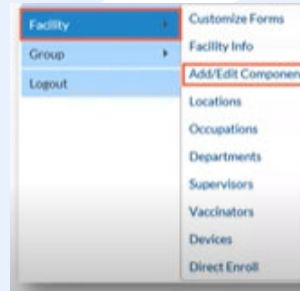 Facility
Group
Logout
Customize Forms
Facility Info
Add/Edit Componen
Locations
Occupations
Departments
Supervisors
Vaccinators
Devices
Direct Enroll